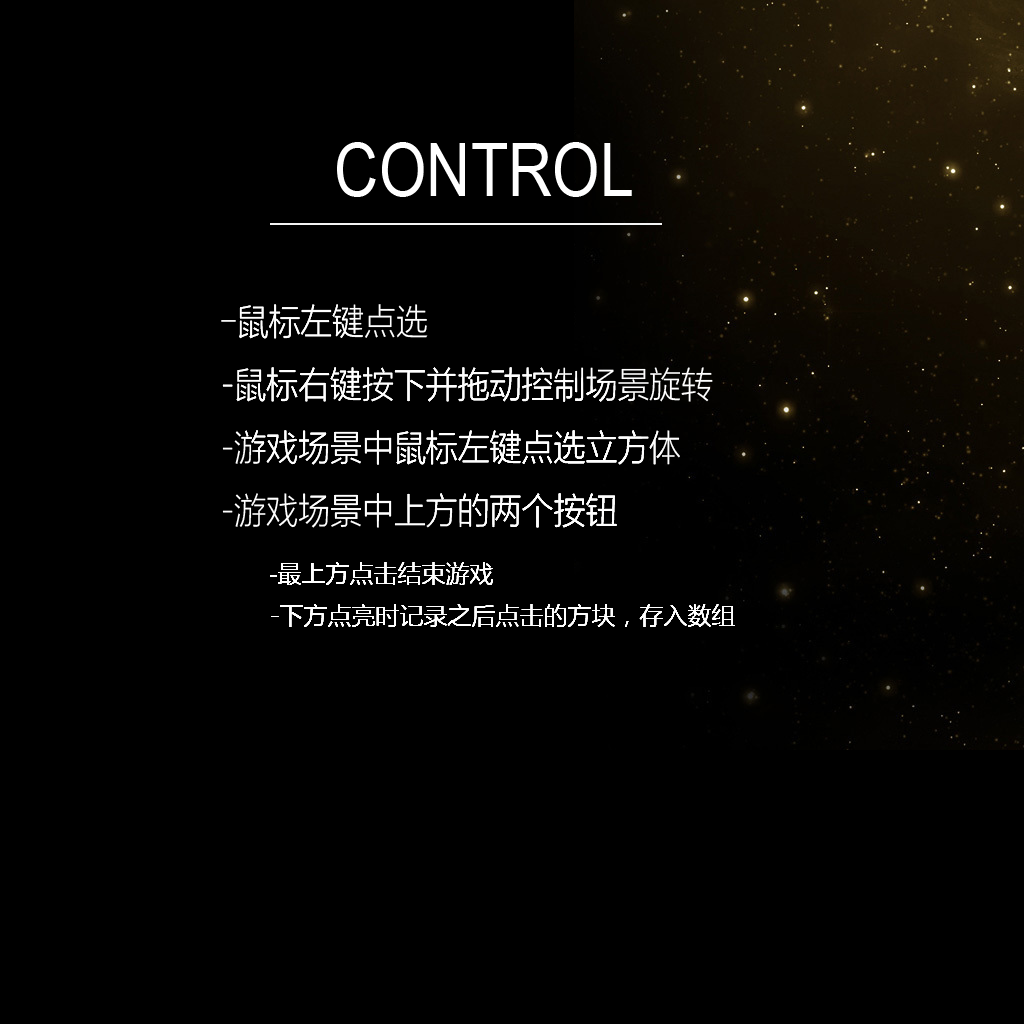 CONTROL
-鼠标左键点选
-鼠标右键按下并拖动控制场景旋转
-游戏场景中鼠标左键点选立方体
-游戏场景中上方的两个按钮
-最上方点击结束游戏
-下方点亮时记录之后点击的方块，存入数组